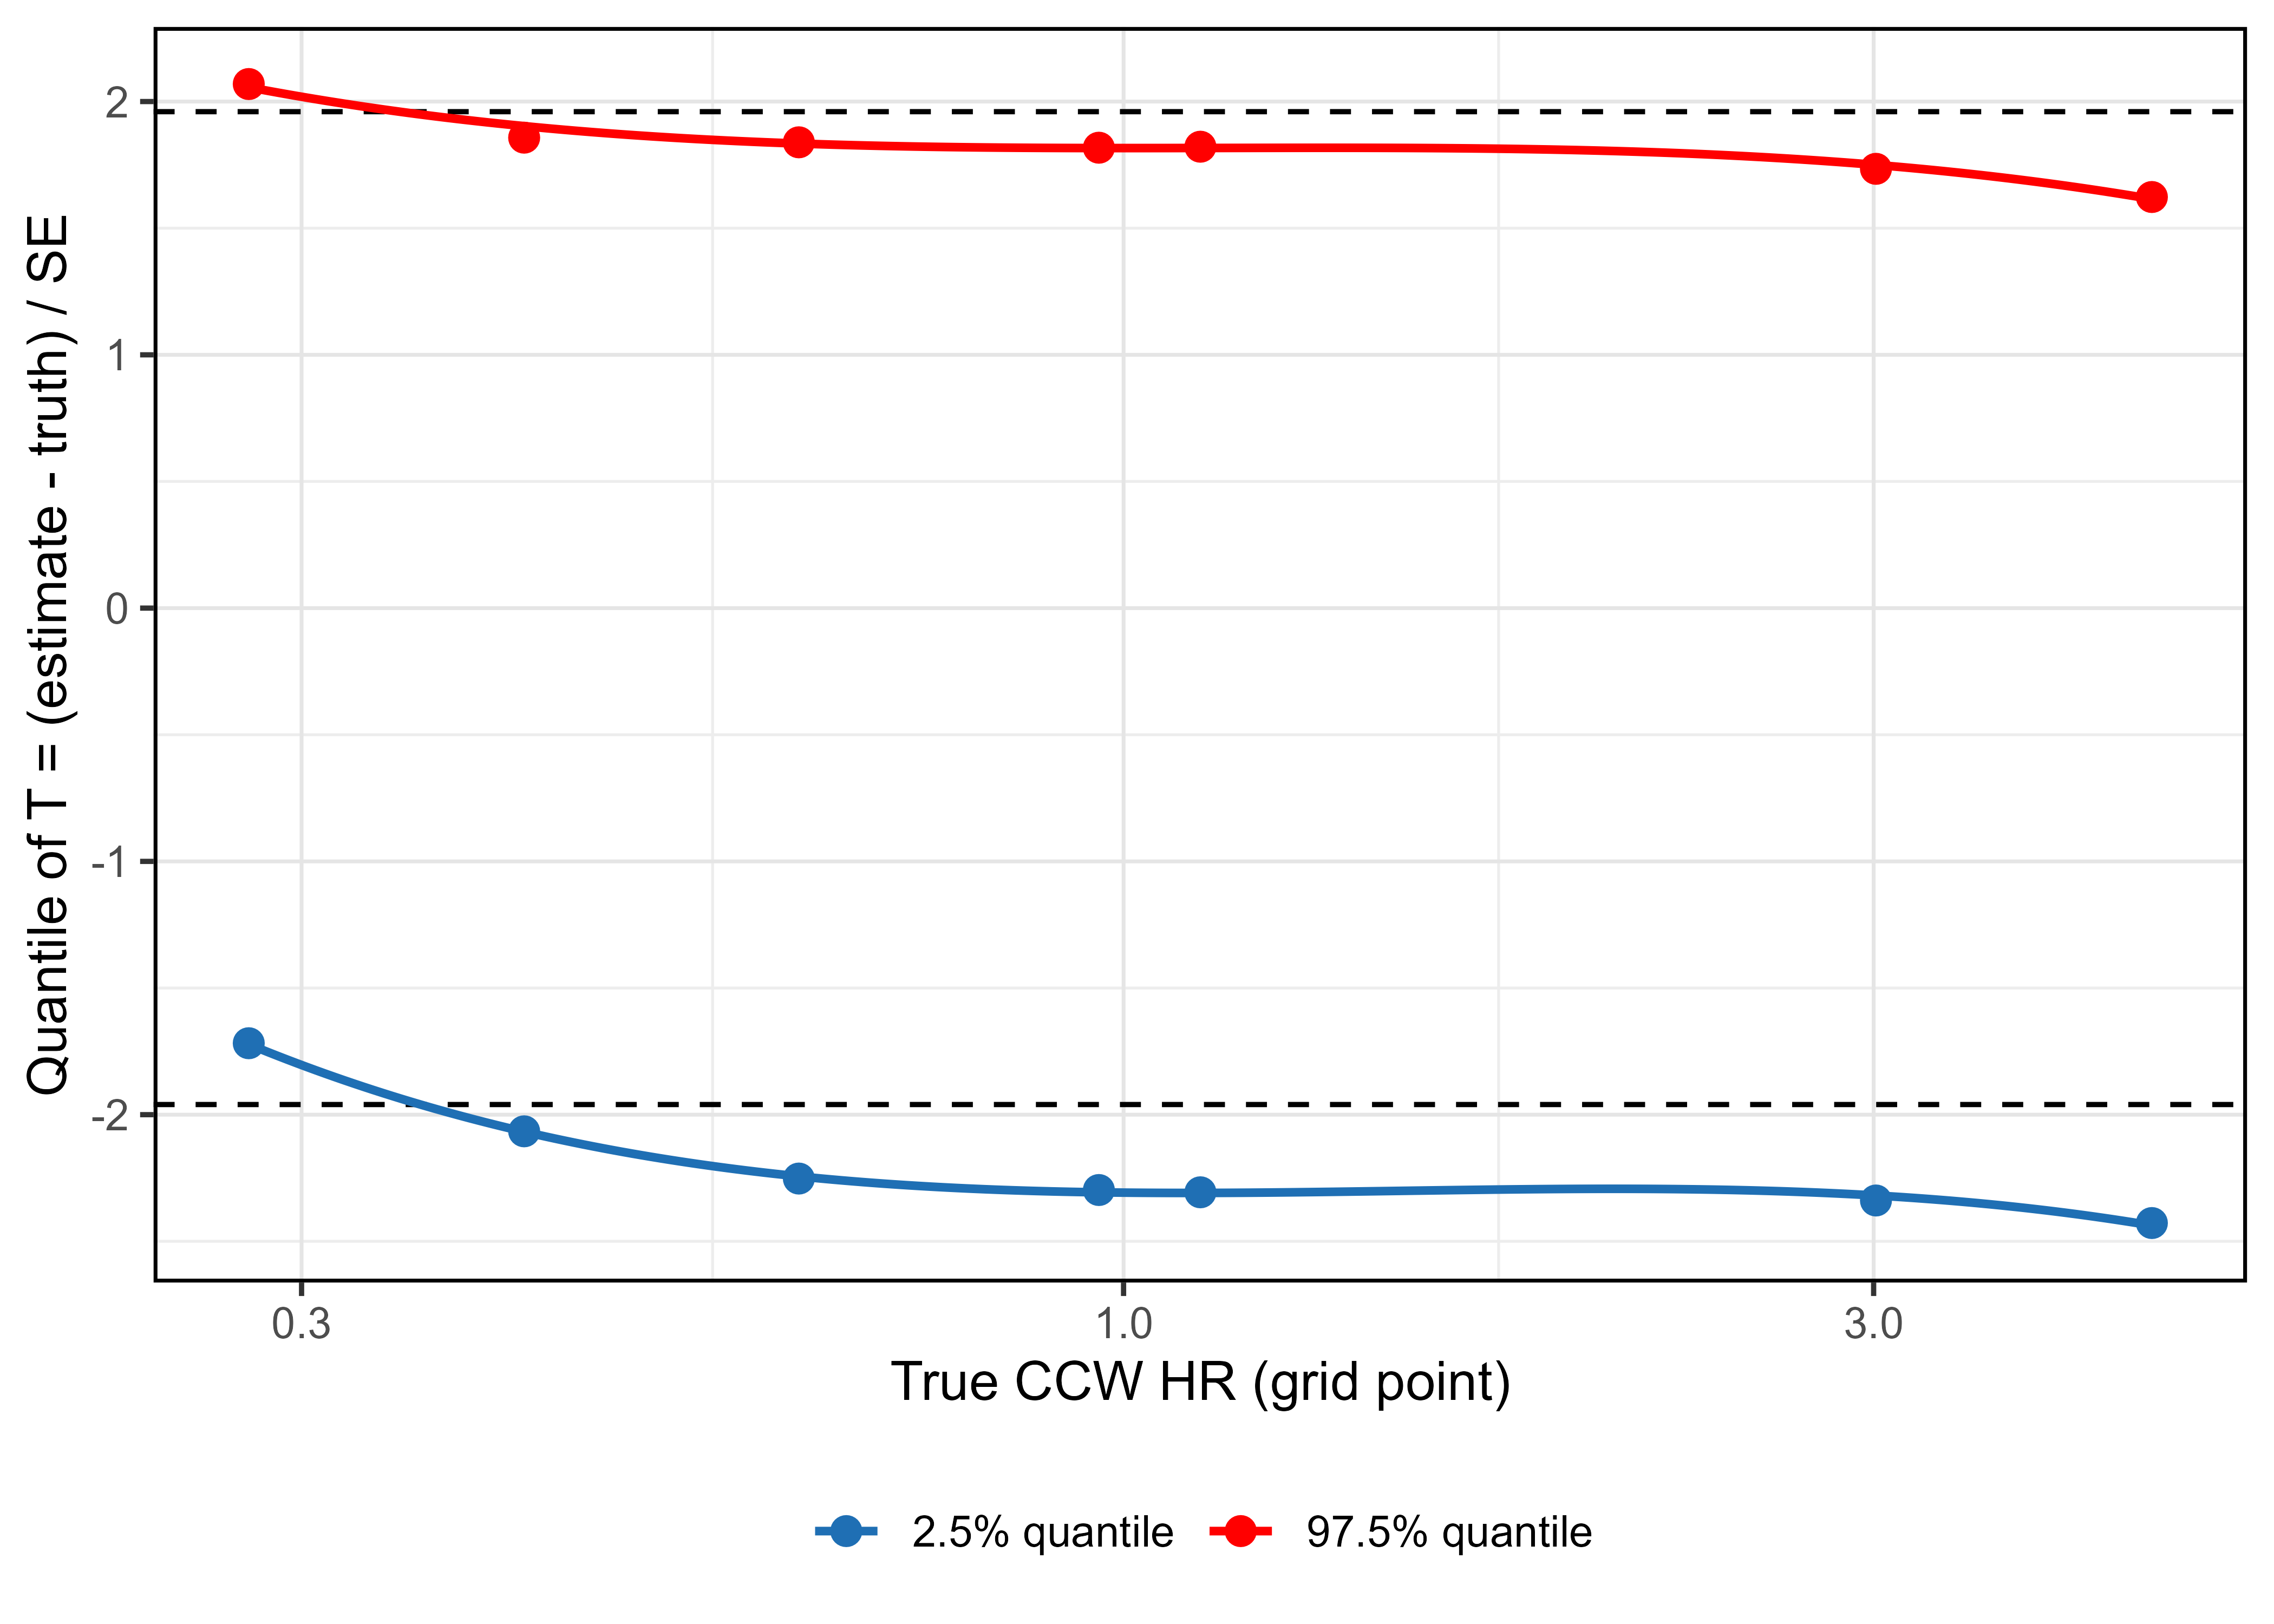 Quantile of T = (estimate - truth) / SE
2
1
0
-1
-2
0.3
1.0
3.0
True CCW HR (grid point)
2.5% quantile
97.5% quantile